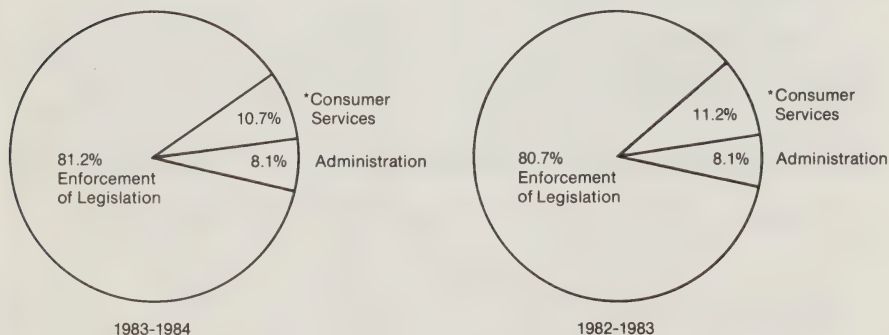 *Consumer
Services
10.7%
81.2%
Enforcement
of Legislation
8.1%
Administration
1983-1984
*Consumer
Services
11.2%
80.7%
Enforcement
of Legislation
8.1%
Administration
1982-1983